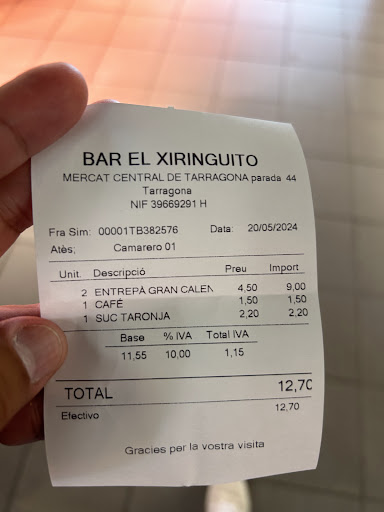 BAR EL XIRINGUITO
MERCAT CENTRAL DE TARRAGONA parada 44
Tarragona
NIF 39669291 H
Fra Sim: 00001TB382576 Data: 20/05/2024
Atès: Camarero 01
Unit. Descripció Preu Import
2 ENTREPÀ GRAN CALEN 4,50 9,00
1 CAFÉ 1,50 1,50
1 SUC TARONJA 2,20 2,20
Base % IVA Total IVA
11,55 10,00 1,15
TOTAL 12,70
Efectivo 12,70
Gracies per la vostra visita